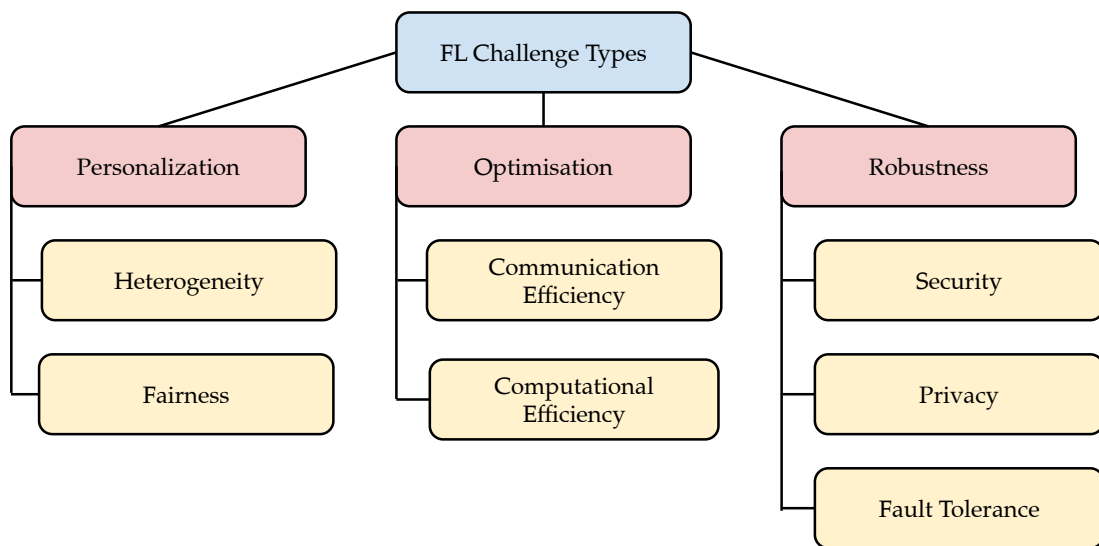 FL Challenge Types
Personalization
Optimisation
Robustness
Heterogeneity
Communication
Efficiency
Security
Fairness
Computational
Efficiency
Privacy
Fault Tolerance